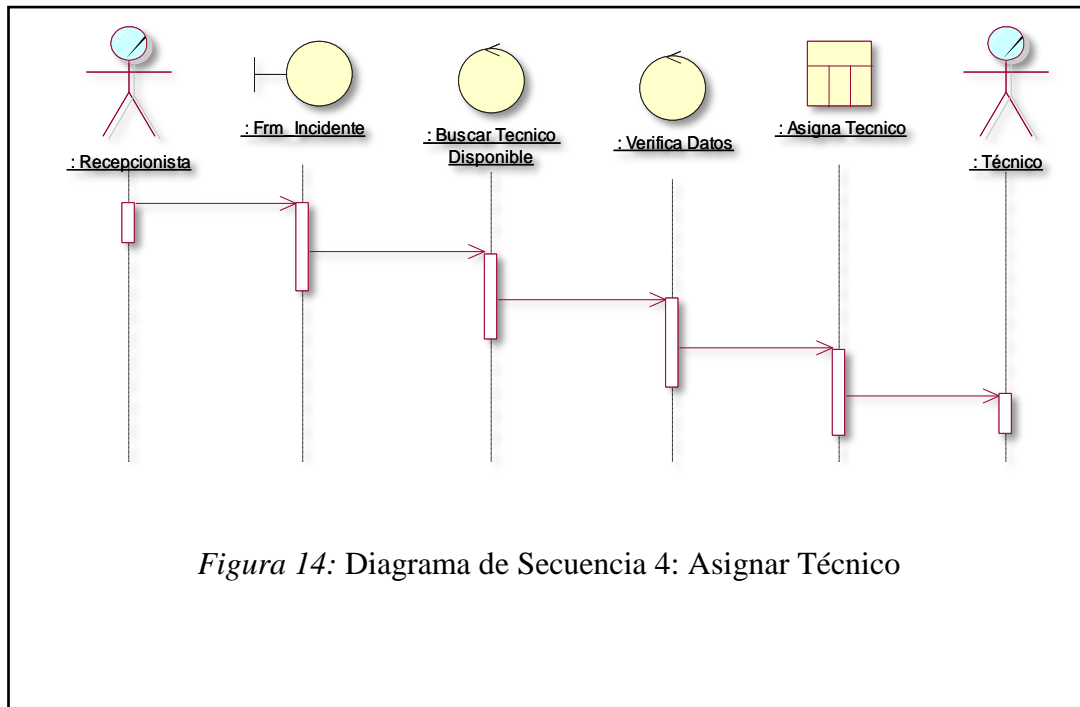 : Recepcionista
: Frm_Incidente
: Buscar Tecnico
Disponible
: Verifica Datos
: Asigna Tecnico
: Técnico
Figura 14: Diagrama de Secuencia 4: Asignar Técnico